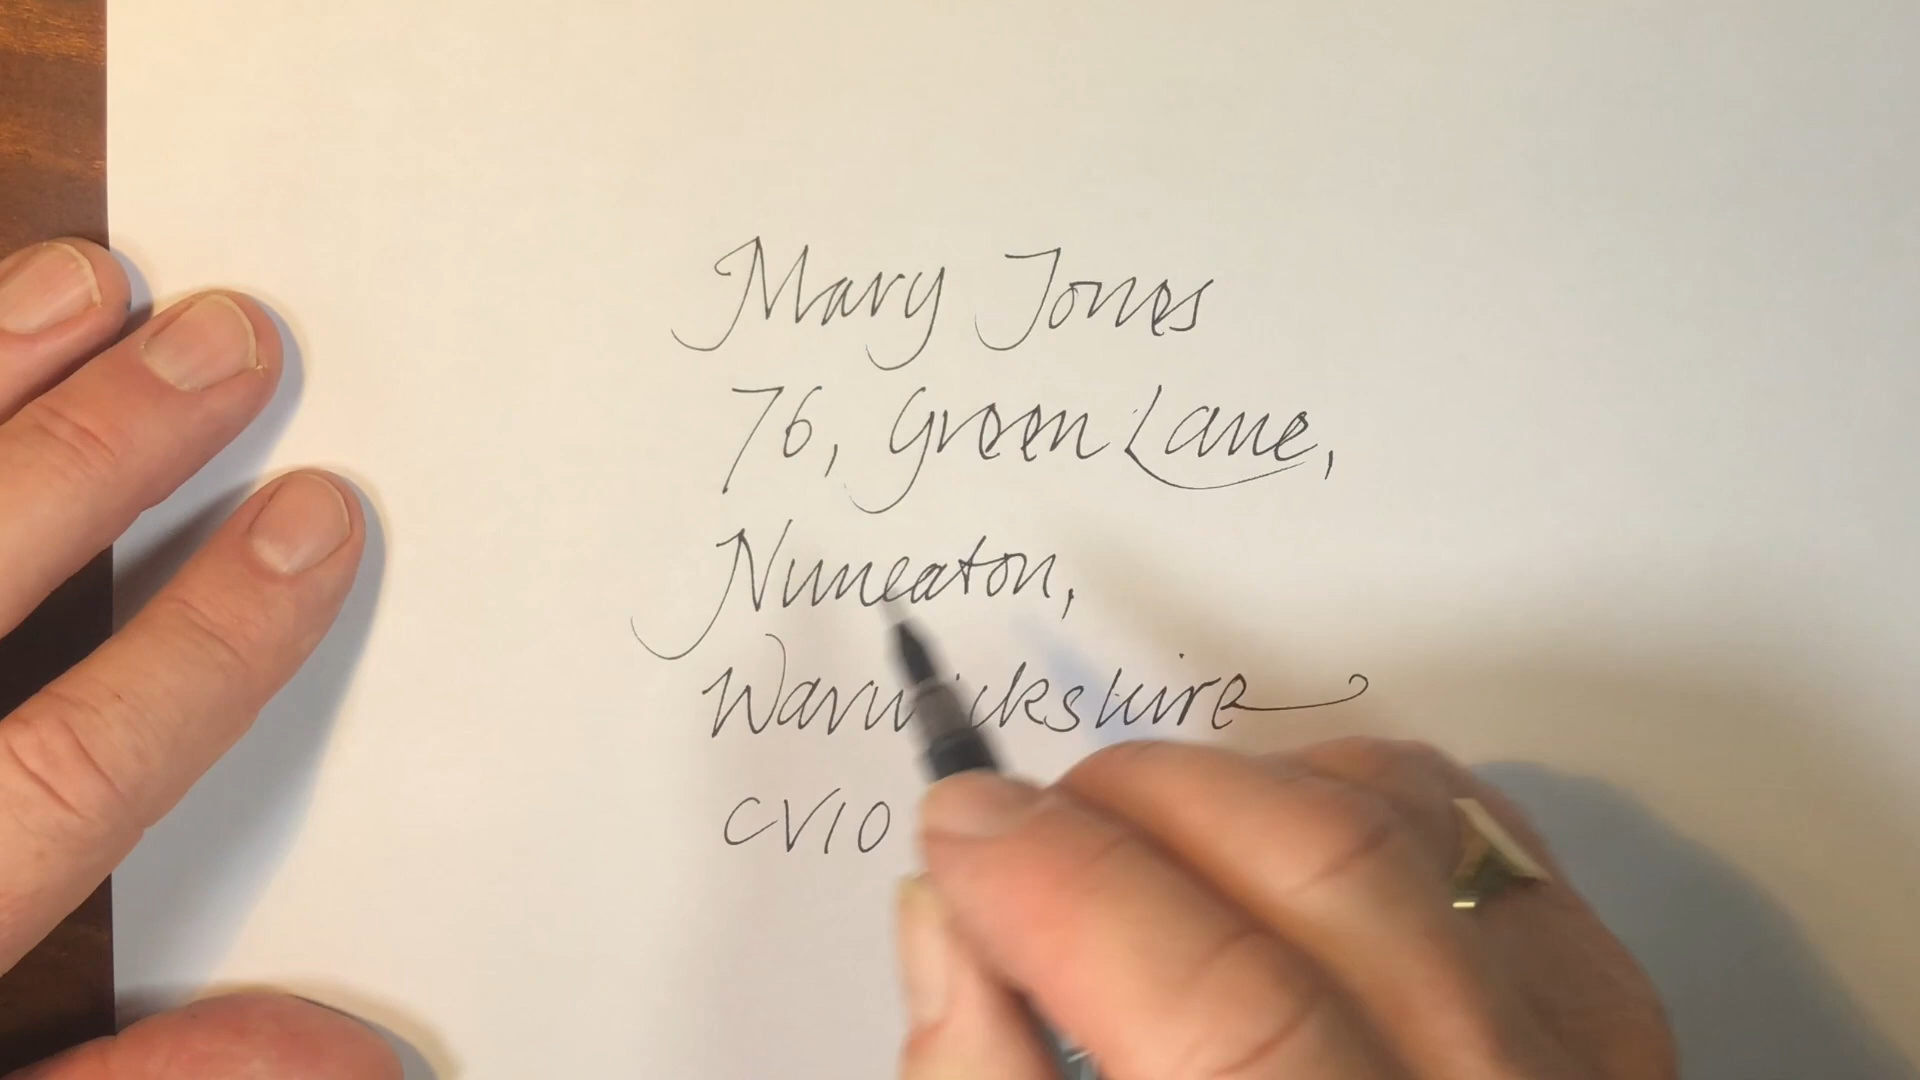 Mary Jones
76, Green Lane,
Nuneaton,
Warwickshire
CV10